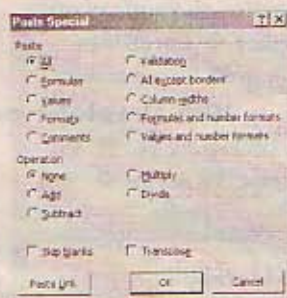 Paste Special
Paste
All
Validation
Formulas
All except borders
Values
Column widths
Formats
Formulas and number formats
Comments
Values and number formats
Operation
None
Multiply
Add
Divide
Subtract
Skip blanks
Transpose
Paste Link
OK
Cancel